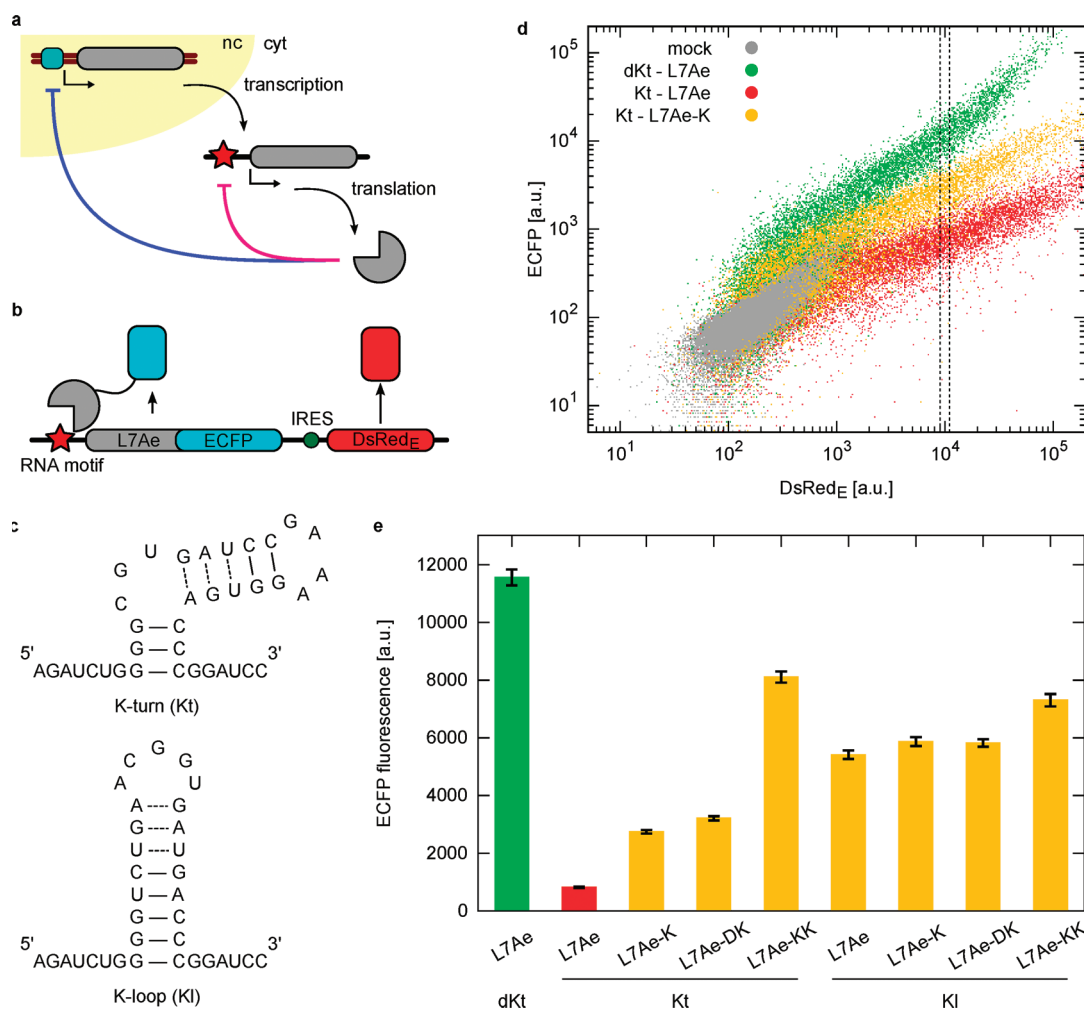 a
nc cyt
transcription
translation
b
L7Ae ECFP IRES DsRedE
RNA motif
c
G U G A U C C G A
G A
C A G U G G A
G — C
G — C
5' 3'
AGAUCUGG — CGGAUCC
K-turn (Kt)
C G G
A U
A G
G A
U U
C — G
U — A
G — C
G — C
5' 3'
AGAUCUGG — CGGAUCC
K-loop (Kl)
d
mock
dKt - L7Ae
Kt - L7Ae
Kt - L7Ae-K
10^5
10^4
10^3
10^2
10^1
ECFP [a.u.]
10^1 10^2 10^3 10^4 10^5
DsRedE [a.u.]
e
12000
10000
8000
6000
4000
2000
0
ECFP fluorescence [a.u.]
L7Ae L7Ae L7Ae-K L7Ae-DK L7Ae-KK L7Ae L7Ae-K L7Ae-DK L7Ae-KK
dKt Kt Kl